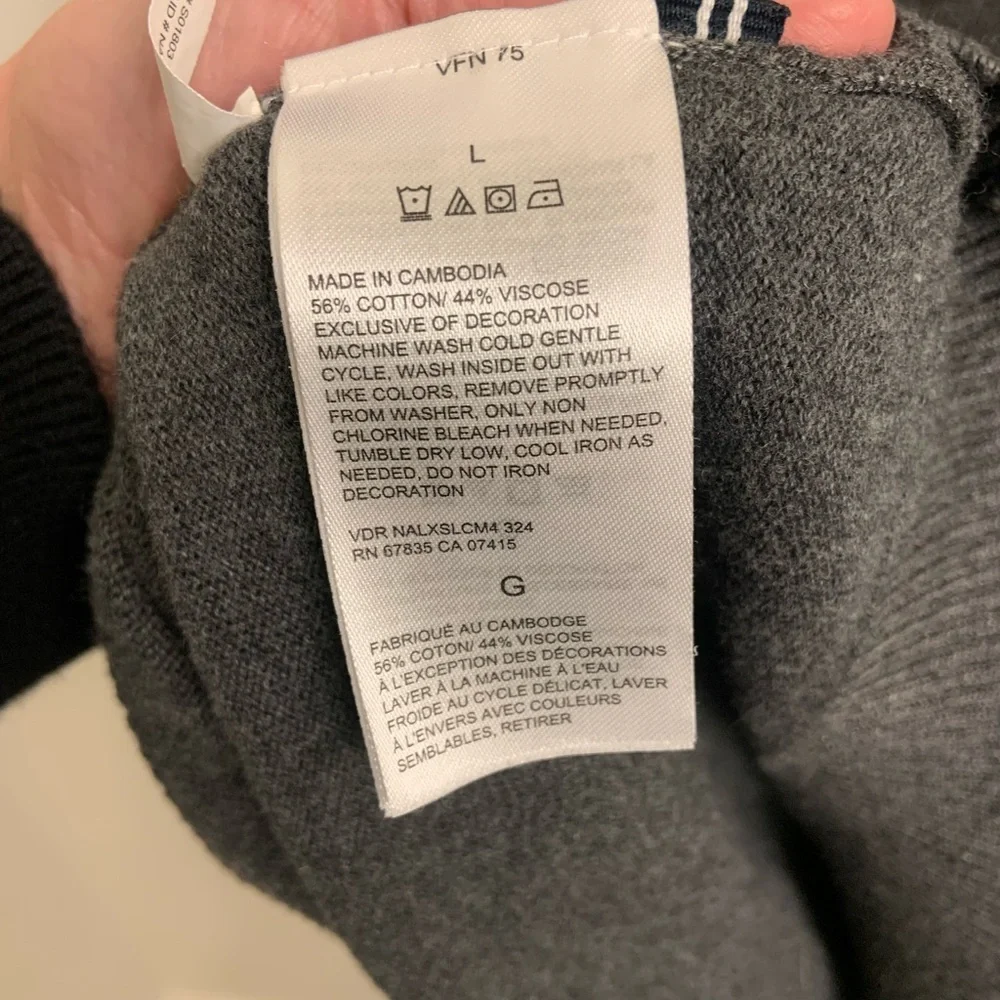 S01803
ID # N
VFN 75
L
MADE IN CAMBODIA
56% COTTON/ 44% VISCOSE
EXCLUSIVE OF DECORATION
MACHINE WASH COLD GENTLE
CYCLE, WASH INSIDE OUT WITH
LIKE COLORS, REMOVE PROMPTLY
FROM WASHER, ONLY NON
CHLORINE BLEACH WHEN NEEDED,
TUMBLE DRY LOW, COOL IRON AS
NEEDED, DO NOT IRON
DECORATION
VDR NALXSLCM4 324
RN 67835 CA 07415
G
FABRIQUÉ AU CAMBODGE
56% COTON/ 44% VISCOSE
À L'EXCEPTION DES DÉCORATIONS
LAVER À LA MACHINE À L'EAU
FROIDE AU CYCLE DÉLICAT, LAVER
À L'ENVERS AVEC COULEURS
SEMBLABLES, RETIRER